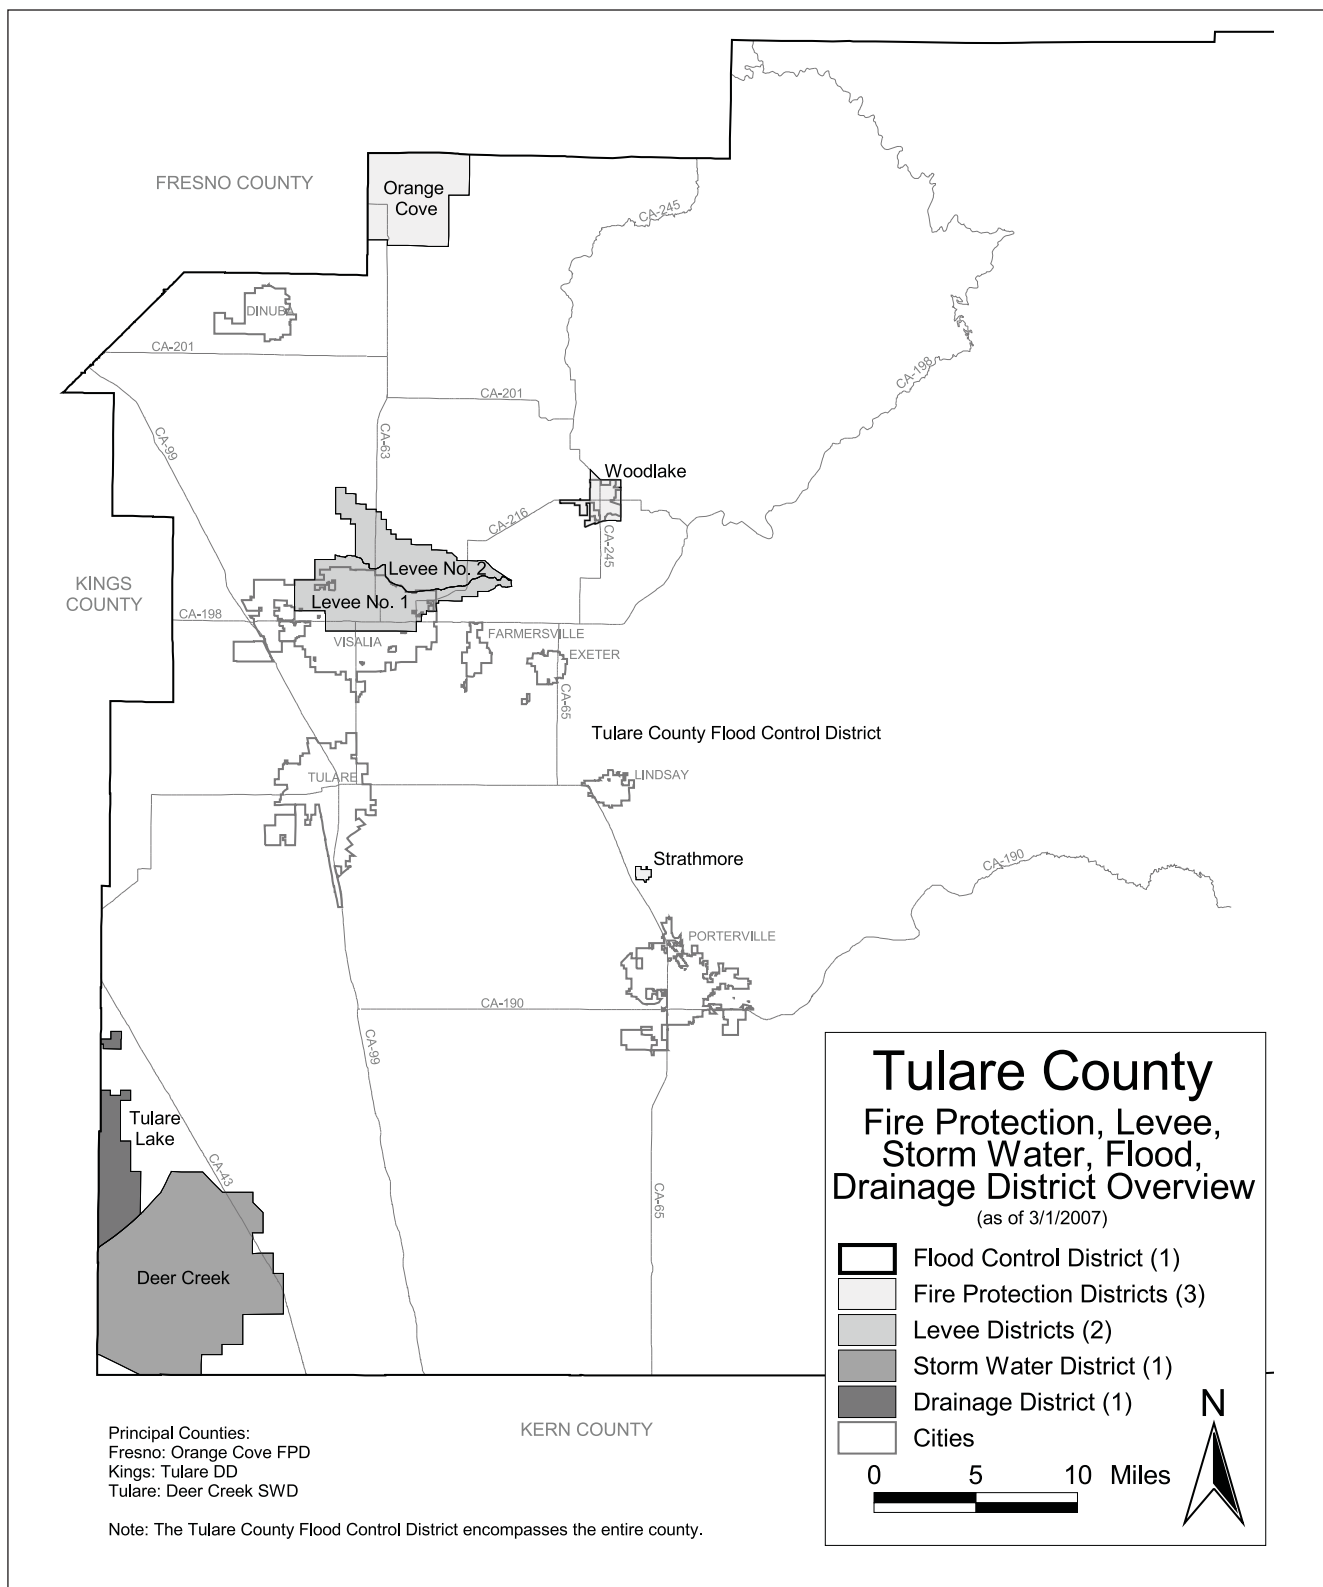 FRESNO COUNTY
Orange
Cove
CA-245
DINUBA
CA-201
CA-198
CA-201
CA-99
CA-63
Woodlake
CA-216
CA-245
Levee No. 2
KINGS
COUNTY
Levee No. 1
CA-198
VISALIA
FARMERSVILLE
EXETER
CA-65
Tulare County Flood Control District
TULARE
LINDSAY
Strathmore
CA-190
PORTERVILLE
CA-190
CA-99
Tulare
Lake
CA-43
CA-65
Deer Creek
Tulare County
Fire Protection, Levee,
Storm Water, Flood,
Drainage District Overview
(as of 3/1/2007)
Flood Control District (1)
Fire Protection Districts (3)
Levee Districts (2)
Storm Water District (1)
Drainage District (1)
Cities
N
0 5 10 Miles
KERN COUNTY
Principal Counties:
Fresno: Orange Cove FPD
Kings: Tulare DD
Tulare: Deer Creek SWD
Note: The Tulare County Flood Control District encompasses the entire county.